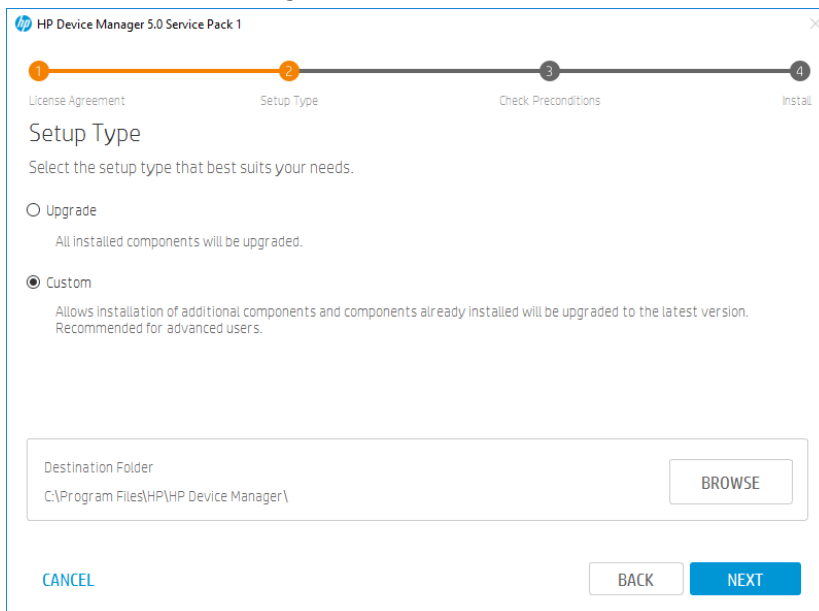 HP Device Manager 5.0 Service Pack 1
1
2
3
4
License Agreement
Setup Type
Check Preconditions
Install
Setup Type
Select the setup type that best suits your needs.
Upgrade
All installed components will be upgraded.
Custom
Allows installation of additional components and components already installed will be upgraded to the latest version.
Recommended for advanced users.
Destination Folder
C:\Program Files\HP\HP Device Manager\
BROWSE
CANCEL
BACK
NEXT